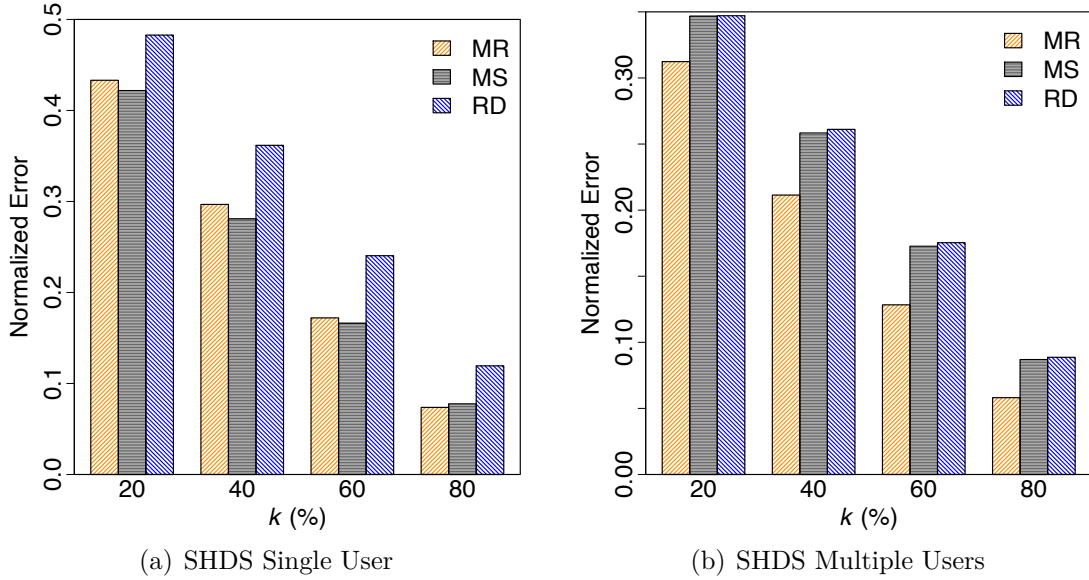 Normalized Error
0.0 0.1 0.2 0.3 0.4 0.5
MR
MS
RD
20 40 60 80
k (%)
(a) SHDS Single User
Normalized Error
0.00 0.10 0.20 0.30
MR
MS
RD
20 40 60 80
k (%)
(b) SHDS Multiple Users